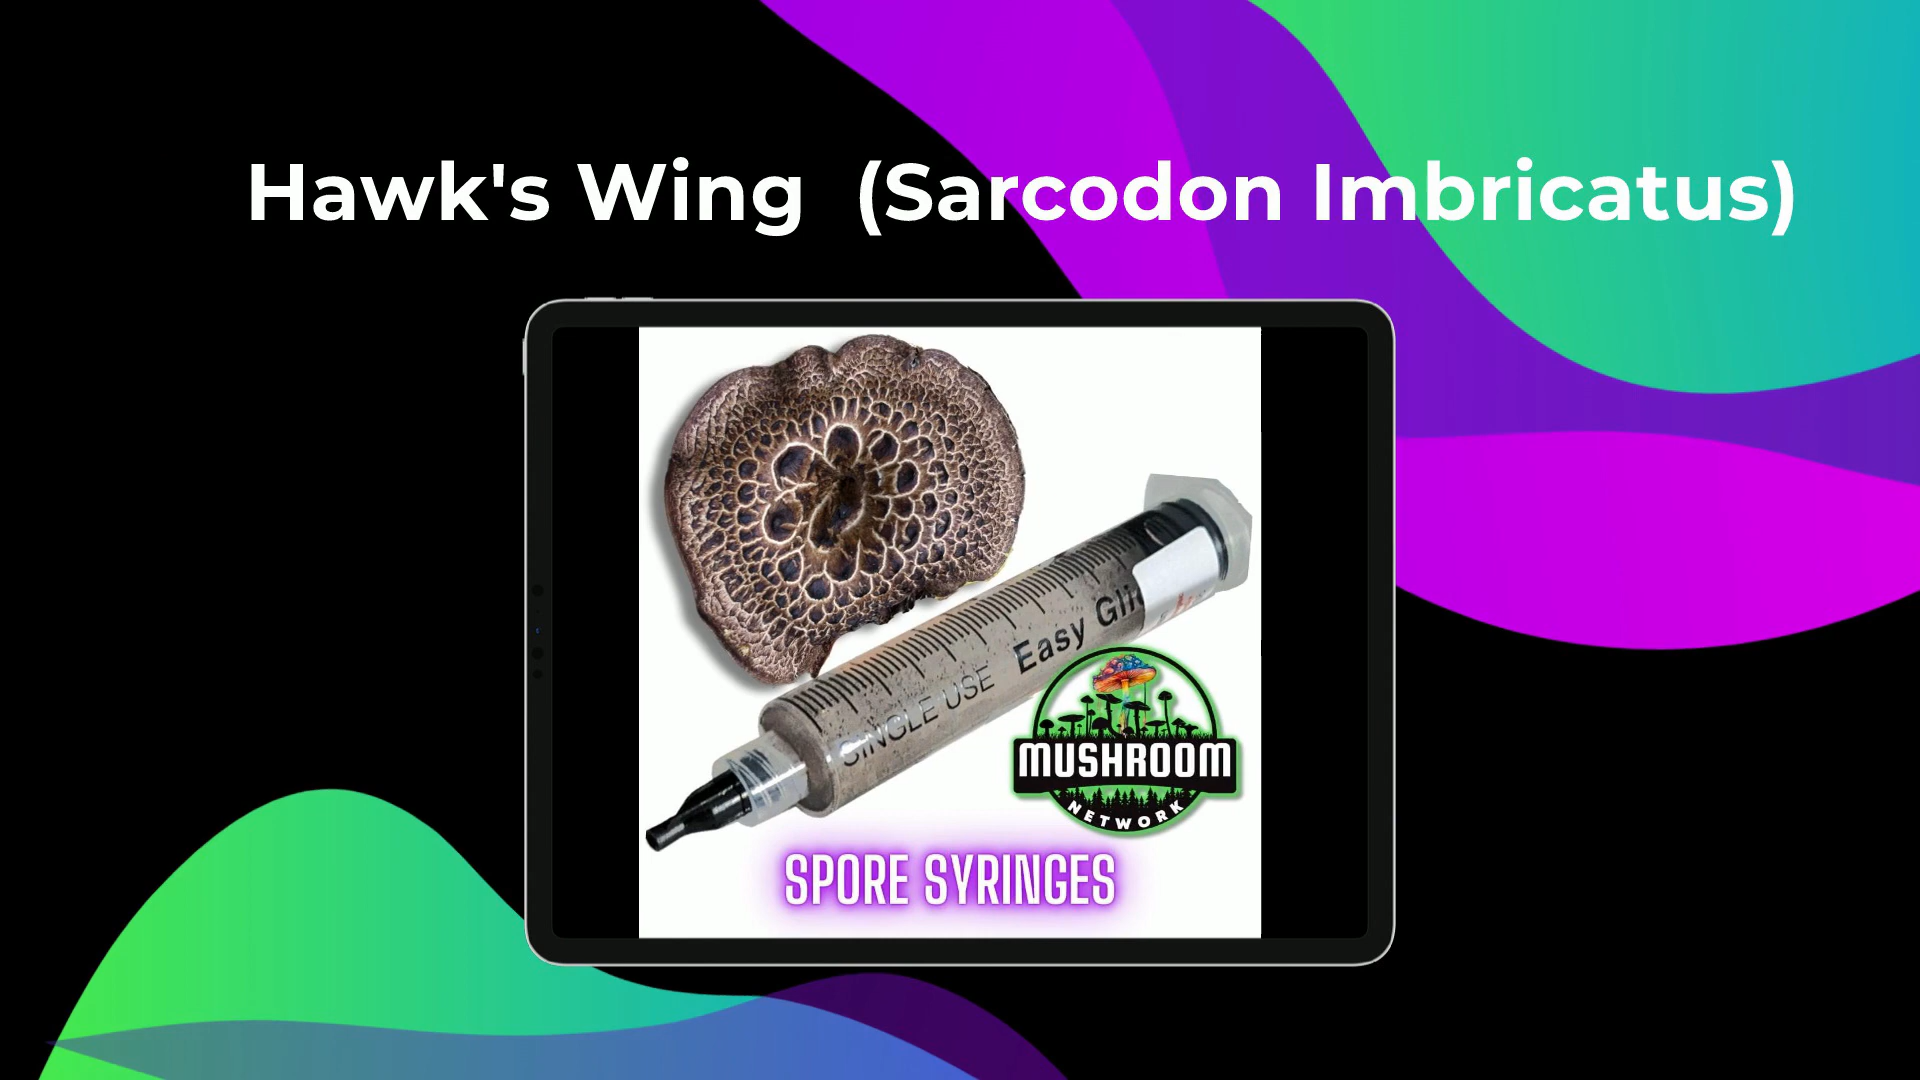 Hawk's Wing (Sarcodon Imbricatus)
SINGLE USE Easy
MUSHROOM
NETWORK
SPORE SYRINGES